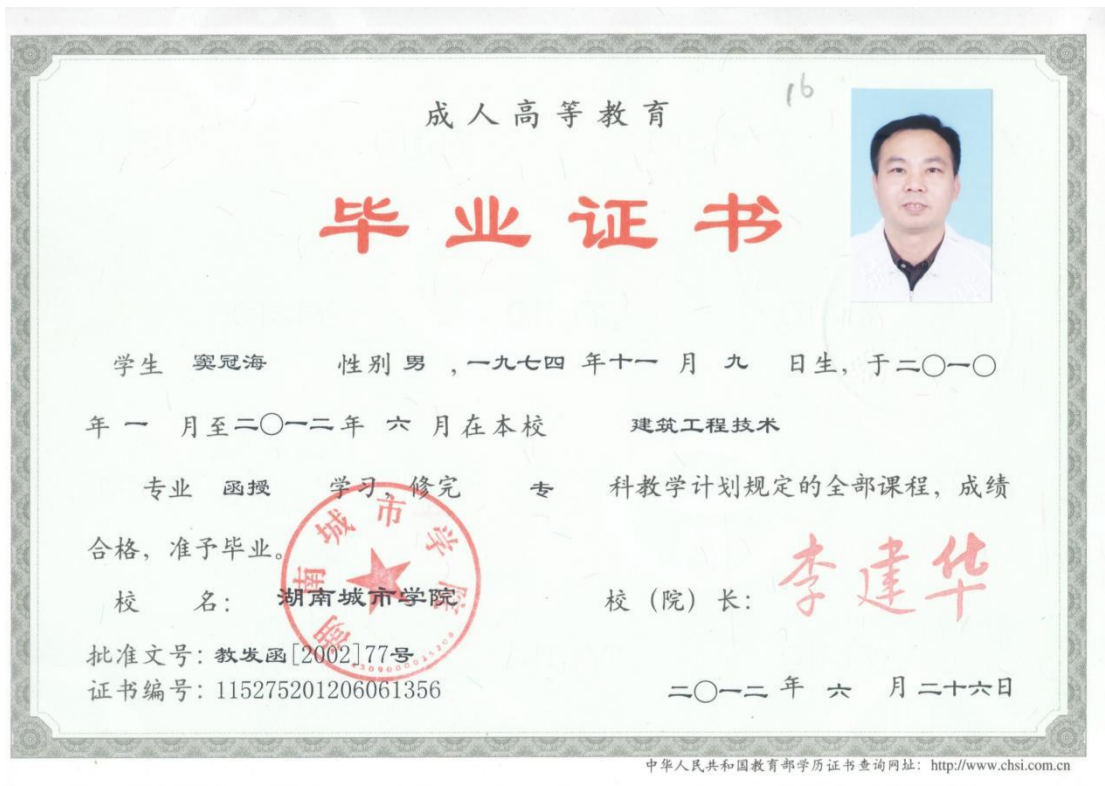 16
成人高等教育
毕业证书
学生 窦冠海 性别 男 ，一九七四 年十一 月 九 日生，于二〇一〇
年 一 月至二〇一二年 六 月在本校 建筑工程技术
专业 函授 学习，修完 专 科教学计划规定的全部课程，成绩
合格，准予毕业。
湖南城市学院
校 名： 湖南城市学院 校（院）长： 李建华
批准文号：教发函[2002]77号
证书编号：115275201206061356 二〇一二 年 六 月 二十六日
中华人民共和国教育部学历证书查询网址：http://www.chsi.com.cn